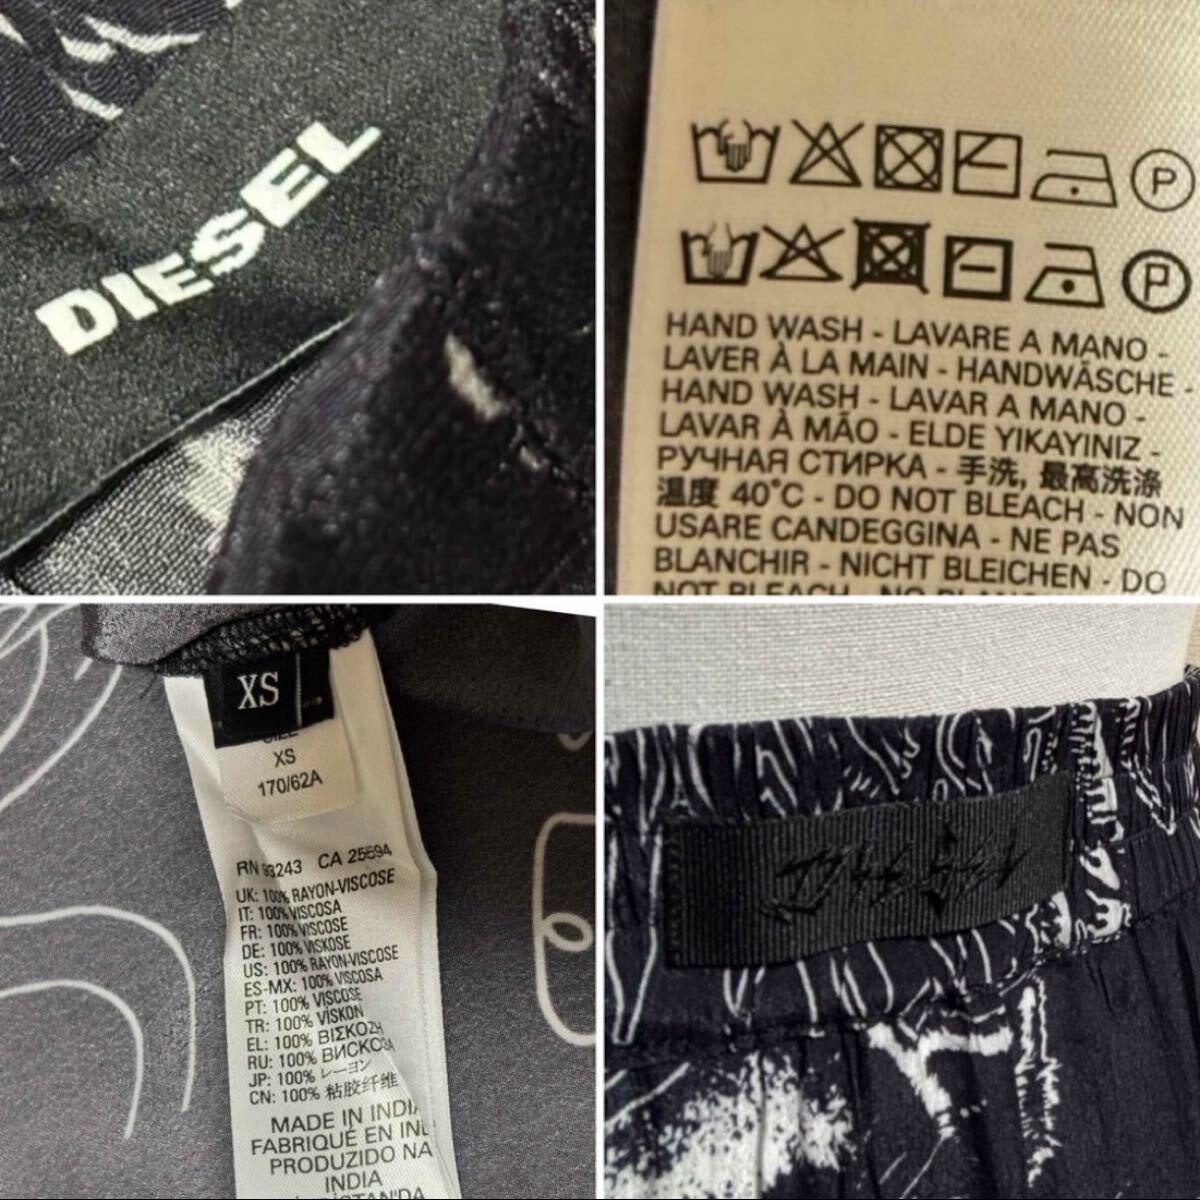 DIESEL
P
P
HAND WASH - LAVARE A MANO -
LAVER À LA MAIN - HANDWÄSCHE -
HAND WASH - LAVAR A MANO -
LAVAR À MÃO - ELDE YIKAYINIZ -
РУЧНАЯ СТИРКА - 手洗, 最高洗涤
温度 40°C - DO NOT BLEACH - NON
USARE CANDEGGINA - NE PAS
BLANCHIR - NICHT BLEICHEN - DO
NOT BLEACH - NO
XS
SIZE
XS
170/62A
RN 93243 CA 25594
UK: 100% RAYON-VISCOSE
IT: 100% VISCOSA
FR: 100% VISCOSE
DE: 100% VISKOSE
US: 100% RAYON-VISCOSE
ES-MX: 100% VISCOSA
PT: 100% VISCOSE
TR: 100% VİSKON
EL: 100% ΒΙΣΚΟΖΗ
RU: 100% ВИСКОЗА
JP: 100% レーヨン
CN: 100% 粘胶纤维
MADE IN INDIA
FABRIQUÉ EN IND
PRODUZIDO NA
INDIA